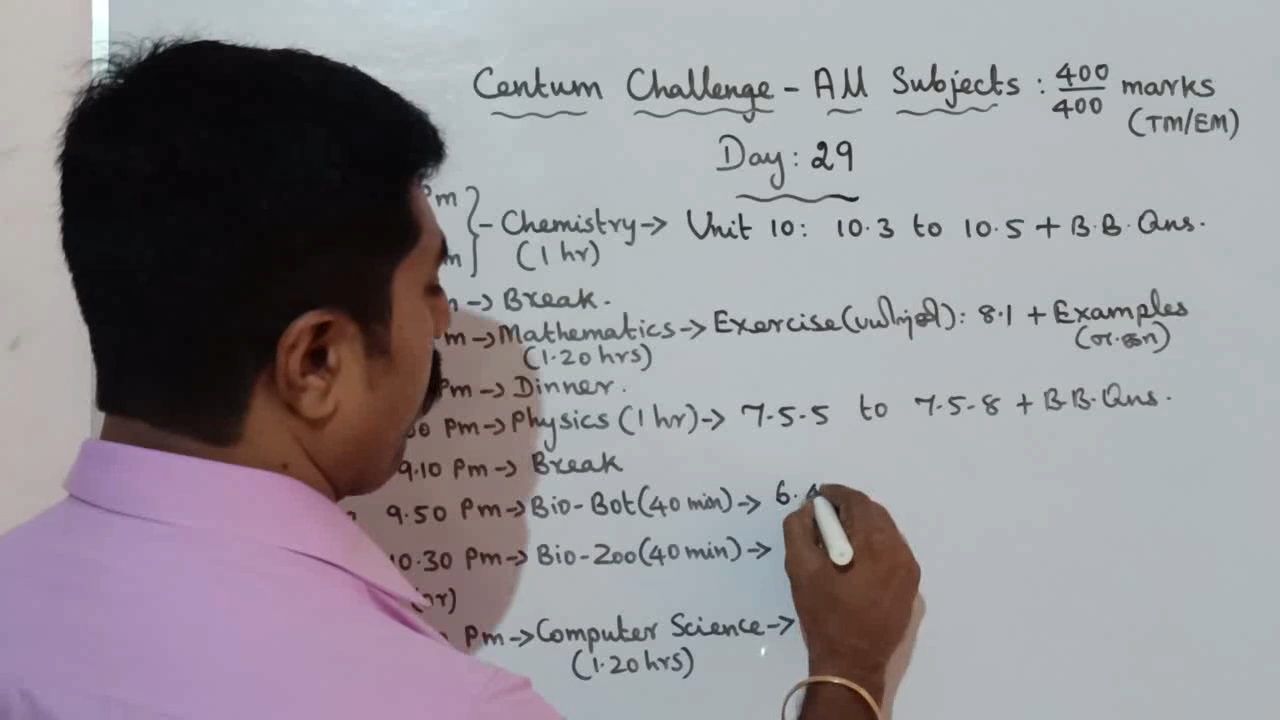 Centum Challenge - All Subjects : 400/400 marks
(TM/EM)
Day: 29
Pm
m
- Chemistry → Unit 10: 10.3 to 10.5 + B.B. Qns.
(1 hr)
→ Break.
m → Mathematics → Exercise (பயிற்சி): 8.1 + Examples
(1.20 hrs) (எ.கா)
Pm → Dinner.
Pm → Physics (1 hr) → 7.5.5 to 7.5.8 + B.B. Qns.
9.10 Pm → Break
9.50 Pm → Bio-Bot (40 min) → 6.
10.30 Pm → Bio-Zoo (40 min) →
(or)
Pm → Computer Science →
(1.20 hrs)